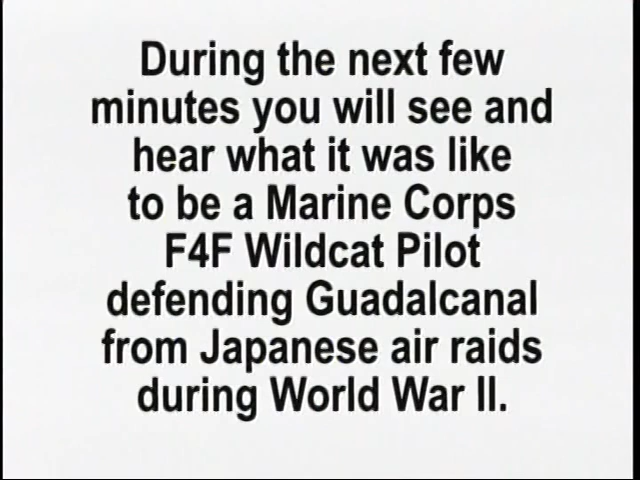 During the next few
minutes you will see and
hear what it was like
to be a Marine Corps
F4F Wildcat Pilot
defending Guadalcanal
from Japanese air raids
during World War II.